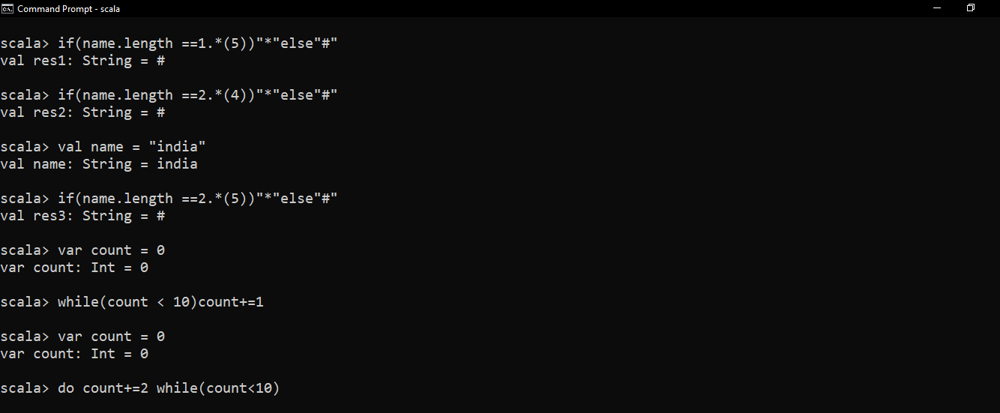 Command Prompt - scala
scala> if(name.length ==1.*(5))"*"else"#"
val res1: String = #
scala> if(name.length ==2.*(4))"*"else"#"
val res2: String = #
scala> val name = "india"
val name: String = india
scala> if(name.length ==2.*(5))"*"else"#"
val res3: String = #
scala> var count = 0
var count: Int = 0
scala> while(count < 10)count+=1
scala> var count = 0
var count: Int = 0
scala> do count+=2 while(count<10)